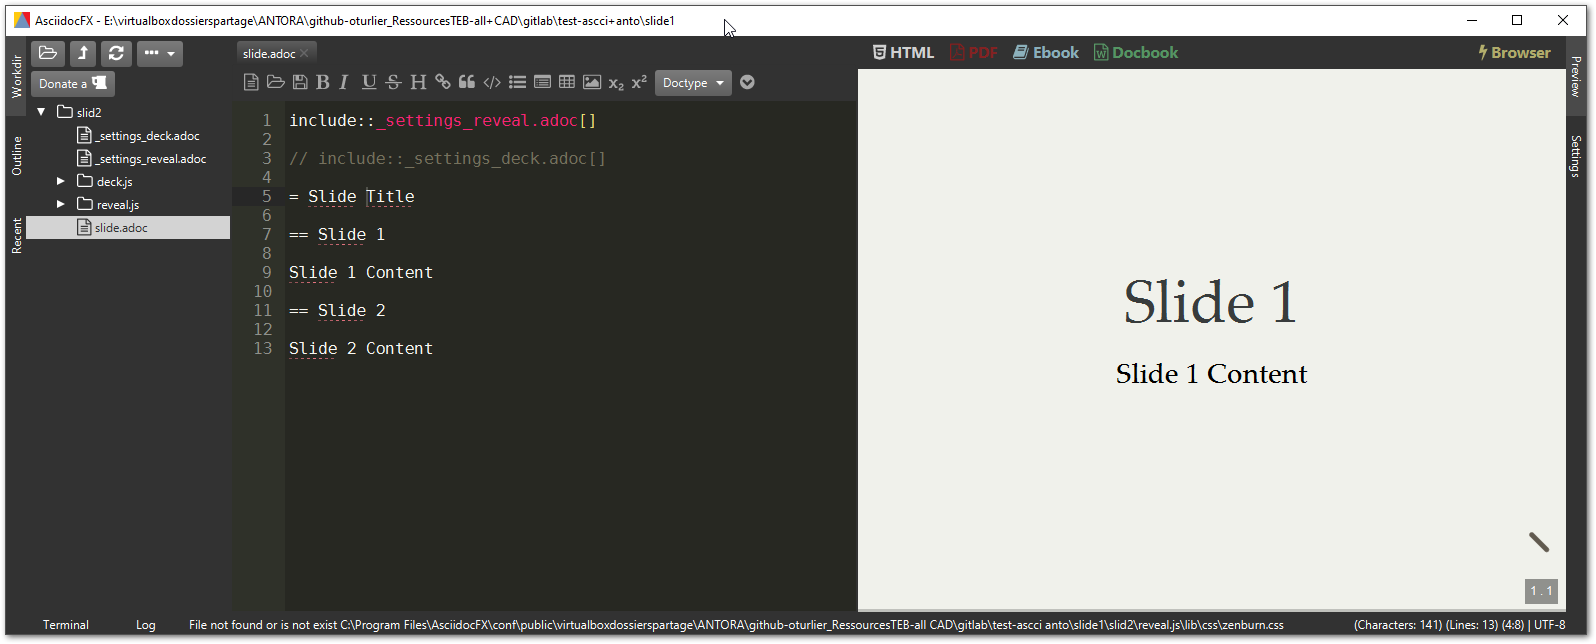 AsciidocFX - E:\virtualboxdossierspartage\ANTORA\github-oturlier_RessourcesTEB-all+CAD\gitlab\test-ascci+anto\slide1
Workdir
Outline
Recent
Donate a
slid2
_settings_deck.adoc
_settings_reveal.adoc
deck.js
reveal.js
slide.adoc
slide.adoc
B I U S H x2 x2 Doctype
1 include::_settings_reveal.adoc[]
2
3 // include::_settings_deck.adoc[]
4
5 = Slide Title
6
7 == Slide 1
8
9 Slide 1 Content
10
11 == Slide 2
12
13 Slide 2 Content
HTML PDF Ebook Docbook Browser
Slide 1
Slide 1 Content
1.1
Preview
Settings
Terminal Log File not found or is not exist C:\Program Files\AsciidocFX\conf\public\virtualboxdossierspartage\ANTORA\github-oturlier_RessourcesTEB-all CAD\gitlab\test-ascci anto\slide1\slid2\reveal.js\lib\css\zenburn.css (Characters: 141) (Lines: 13) (4:8) | UTF-8